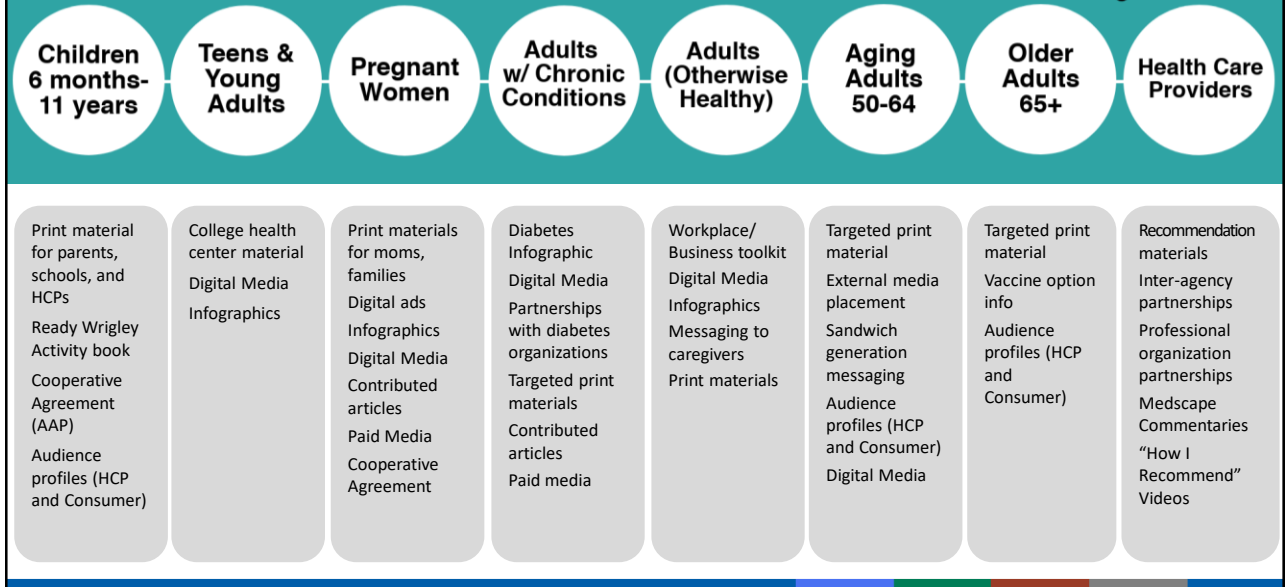 Children
6 months-
11 years
Teens &
Young
Adults
Pregnant
Women
Adults
w/ Chronic
Conditions
Adults
(Otherwise
Healthy)
Aging
Adults
50-64
Older
Adults
65+
Health Care
Providers
Print material
for parents,
schools, and
HCPs
Ready Wrigley
Activity book
Cooperative
Agreement
(AAP)
Audience
profiles (HCP
and Consumer)
College health
center material
Digital Media
Infographics
Print materials
for moms,
families
Digital ads
Infographics
Digital Media
Contributed
articles
Paid Media
Cooperative
Agreement
Diabetes
Infographic
Digital Media
Partnerships
with diabetes
organizations
Targeted print
materials
Contributed
articles
Paid media
Workplace/
Business toolkit
Digital Media
Infographics
Messaging to
caregivers
Print materials
Targeted print
material
External media
placement
Sandwich
generation
messaging
Audience
profiles (HCP
and Consumer)
Digital Media
Targeted print
material
Vaccine option
info
Audience
profiles (HCP
and
Consumer)
Recommendation
materials
Inter-agency
partnerships
Professional
organization
partnerships
Medscape
Commentaries
“How I
Recommend”
Videos